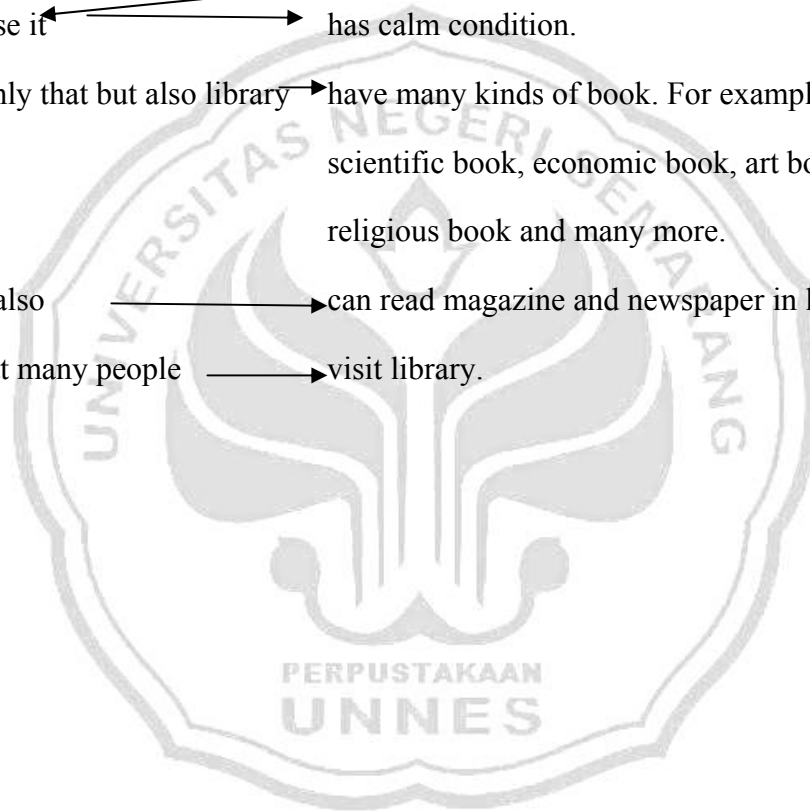 se it has calm condition.
nly that but also library have many kinds of book. For exampl
scientific book, economic book, art bo
religious book and many more.
also can read magazine and newspaper in l
t many people visit library.
UNIVERSITAS NEGERI SEMARANG
PERPUSTAKAAN
UNNES